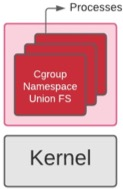 Processes
Cgroup
Namespace
Union FS
Kernel